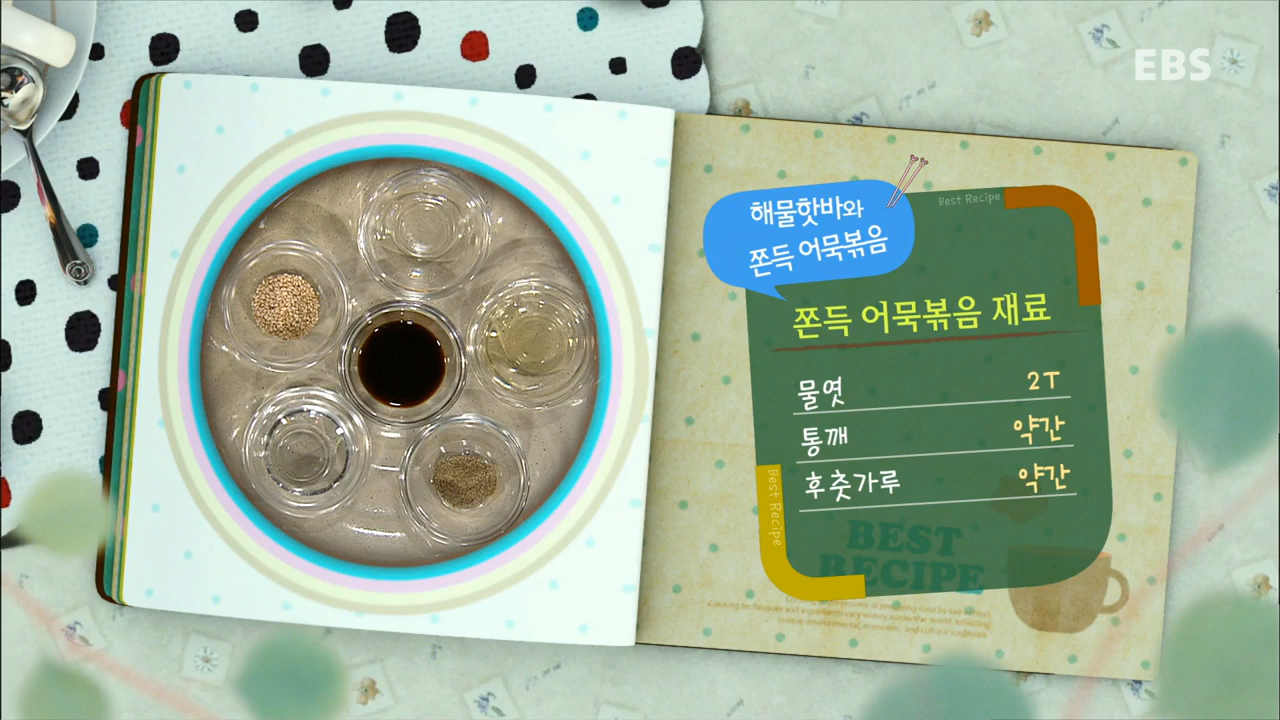 EBS
해물핫바와
쫀득 어묵볶음
Best Recipe
쫀득 어묵볶음 재료
물엿 2T
통깨 약간
후춧가루 약간
Best Recipe
BEST
RECIPE